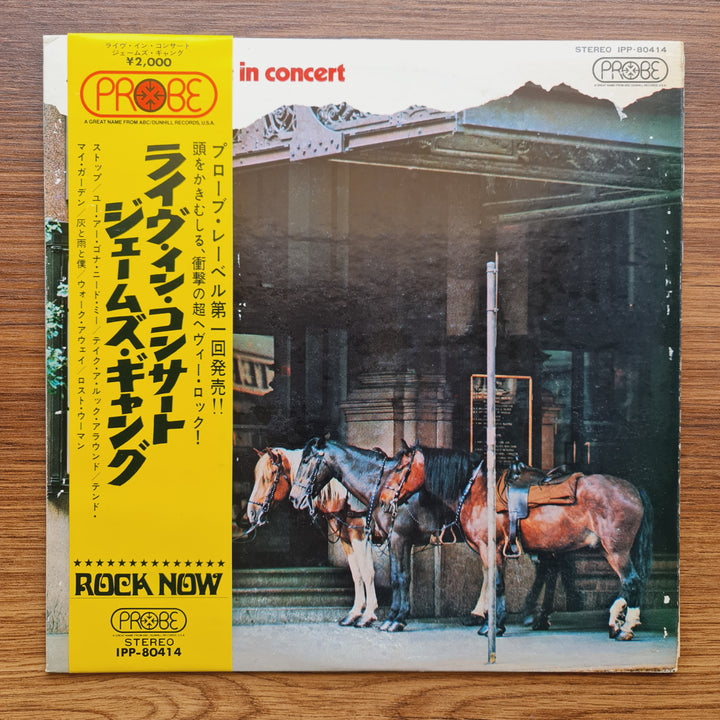 ライヴ・イン・コンサート
ジェームズ・ギャング
¥2,000
PROBE
A GREAT NAME FROM ABC/DUNHILL RECORDS, U.S.A.
プローブ・レーベル第一回発売!!
頭をかきむしる、衝撃の超ヘヴィー・ロック!
ライヴ・イン・コンサート
ジェームズ・ギャング
ストップ/ユー・アー・ゴナ・ニード・ミー/テイク・ア・ルック・アラウンド/テンド・
マイ・ガーデン/灰と雨と僕/ウォーク・アウェイ/ロスト・ウーマン
ROCK NOW
PROBE
A GREAT NAME FROM ABC/DUNHILL RECORDS, U.S.A.
STEREO
IPP-80414
in concert
STEREO IPP-80414
PROBE